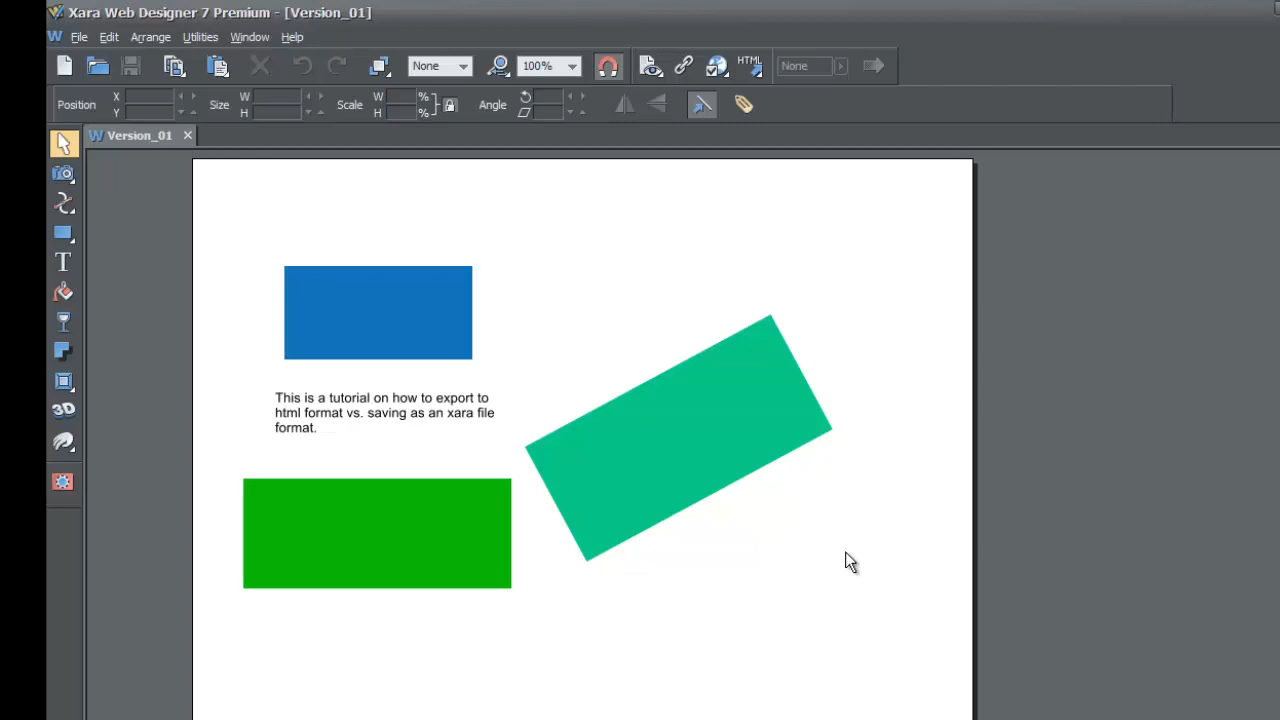 Xara Web Designer 7 Premium - [Version_01]
W File Edit Arrange Utilities Window Help
None 100% HTML None
Position X Y Size W H Scale W H % % Angle
W Version_01
T
3D
This is a tutorial on how to export to
html format vs. saving as an xara file
format.